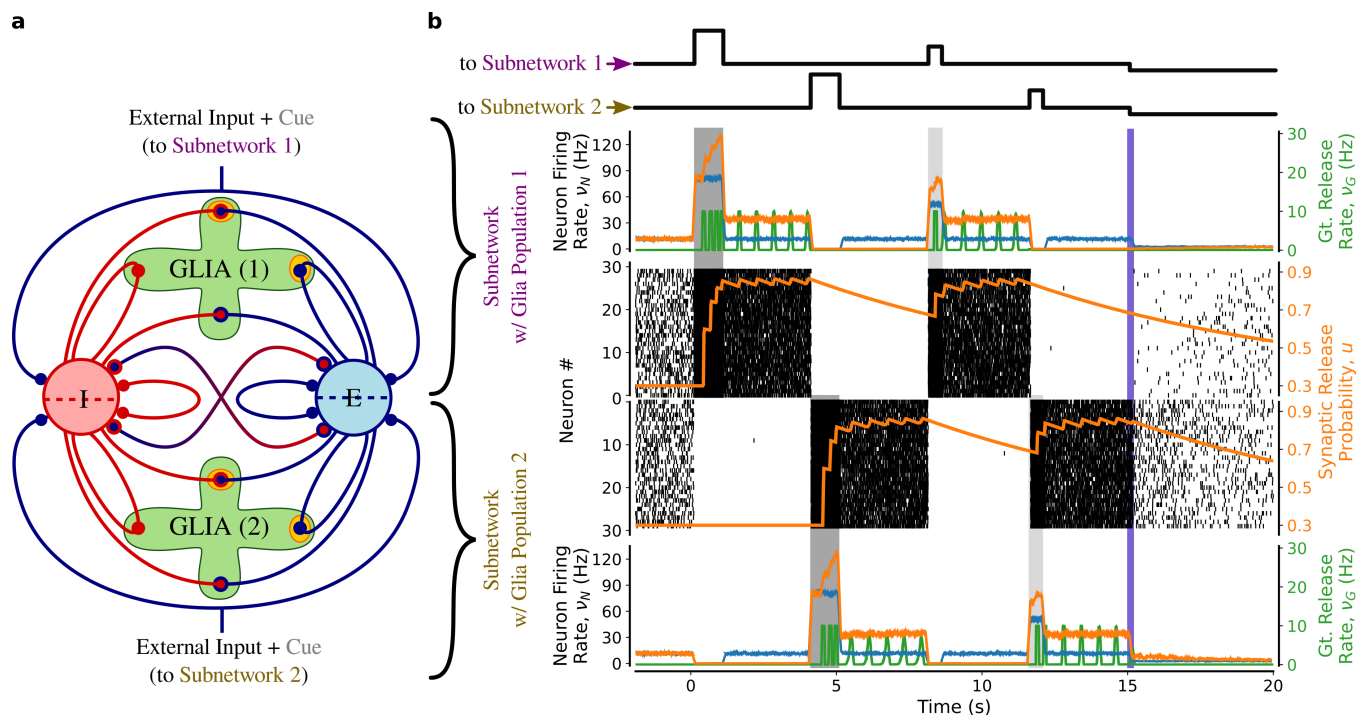 a
External Input + Cue
(to Subnetwork 1)
GLIA (1)
I
E
GLIA (2)
External Input + Cue
(to Subnetwork 2)
b
to Subnetwork 1
to Subnetwork 2
Subnetwork
w/ Glia Population 1
Subnetwork
w/ Glia Population 2
Neuron Firing
Rate, νN (Hz)
120
90
60
30
0
30
20
10
0
Gt. Release
Rate, νG (Hz)
Neuron #
30
20
10
0
0
10
20
30
0.9
0.7
0.5
0.3
0.9
0.7
0.5
0.3
Synaptic Release
Probability, u
Neuron Firing
Rate, νN (Hz)
120
90
60
30
0
30
20
10
0
Gt. Release
Rate, νG (Hz)
0
5
10
15
20
Time (s)